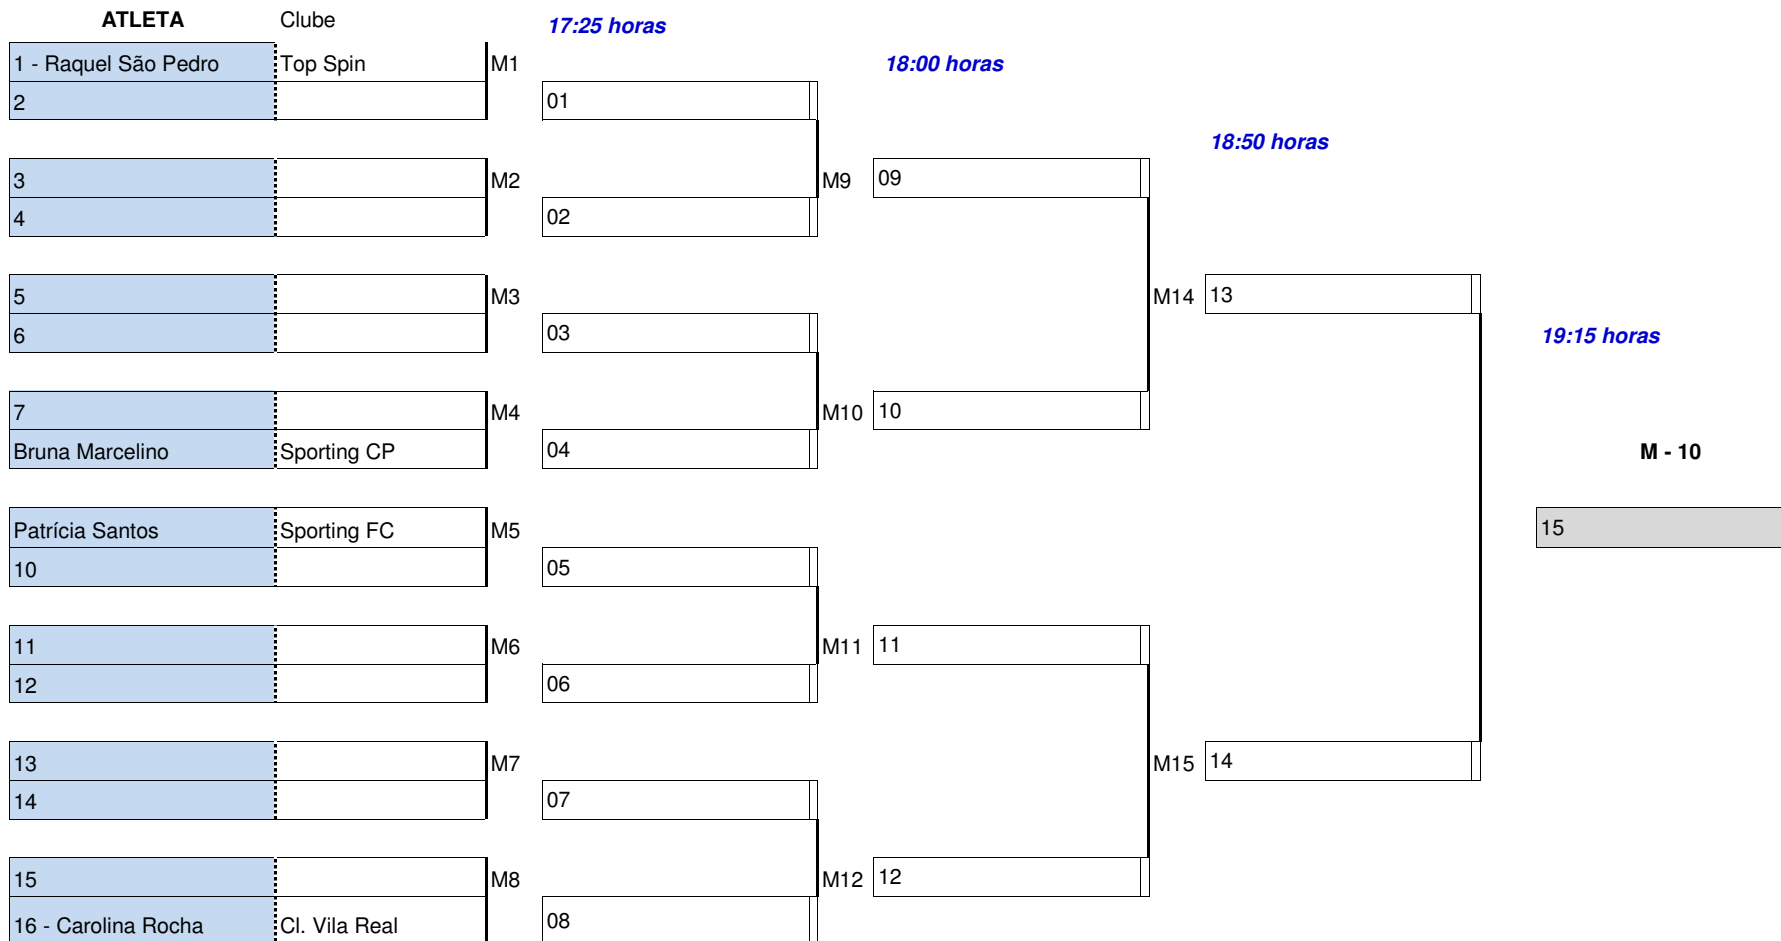 ATLETA Clube 17:25 horas
1 - Raquel São Pedro Top Spin M1 18:00 horas
2 01
18:50 horas
3 M2 M9 09
4 02
5 M3 M14 13
6 03 19:15 horas
7 M4 M10 10
Bruna Marcelino Sporting CP 04 M - 10
Patrícia Santos Sporting FC M5 15
10 05
11 M6 M11 11
12 06
13 M7 M15 14
14 07
15 M8 M12 12
16 - Carolina Rocha Cl. Vila Real 08